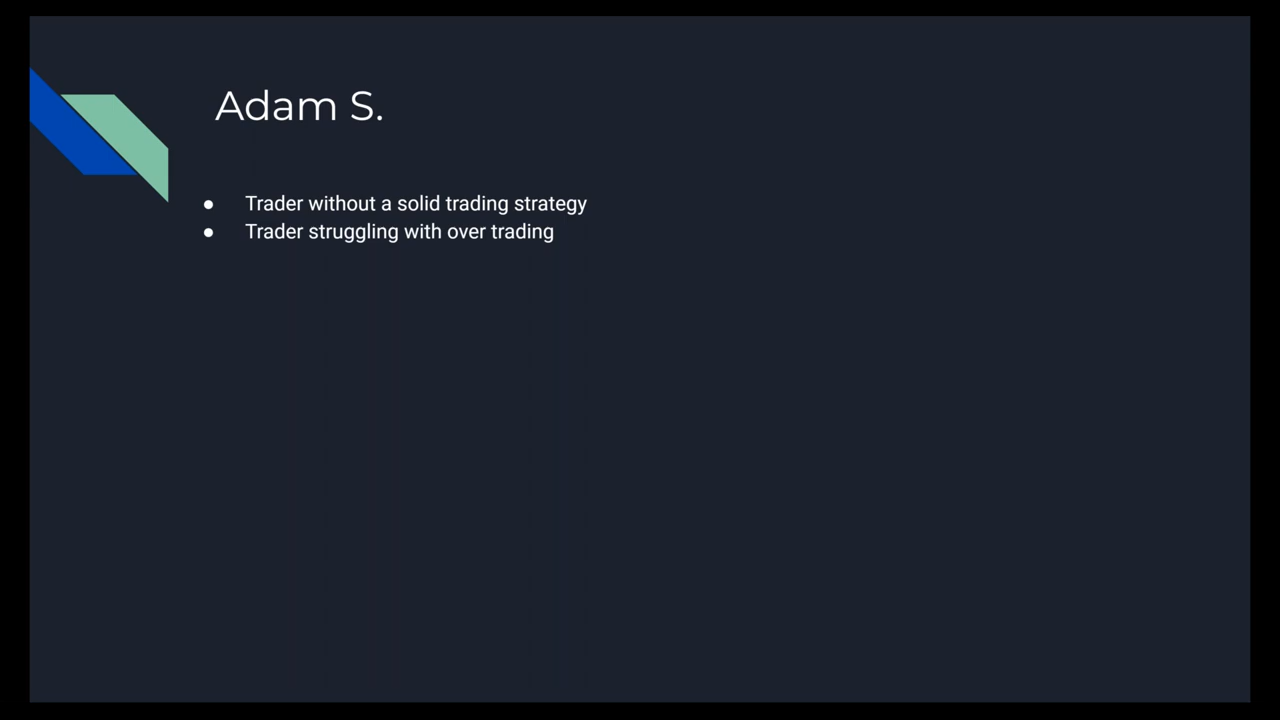 Adam S.
● Trader without a solid trading strategy
● Trader struggling with over trading